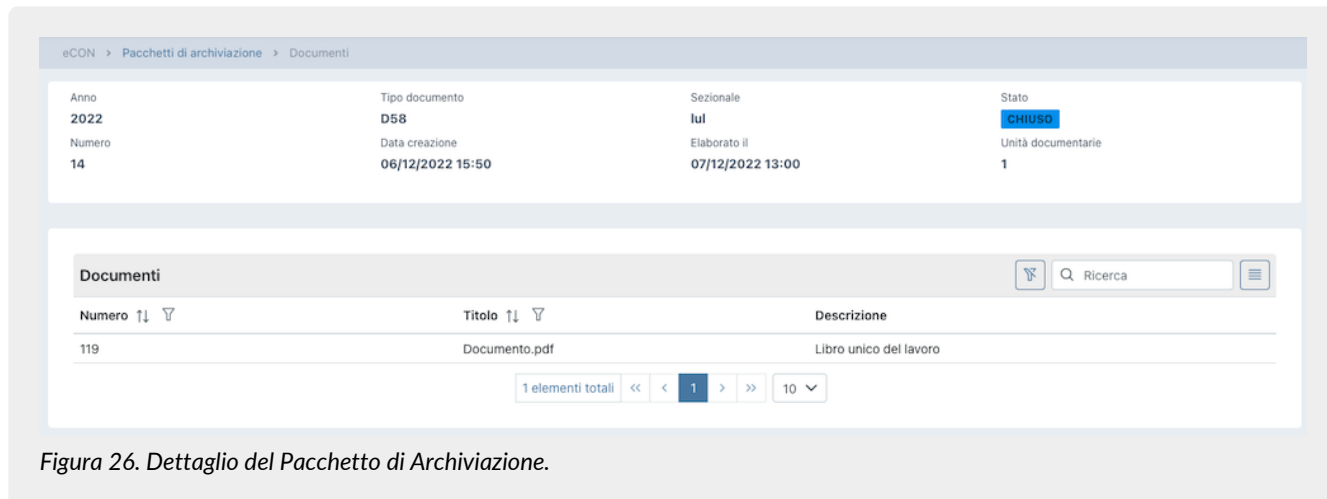 eCON > Pacchetti di archiviazione > Documenti
Anno Tipo documento Sezionale Stato
2022 D58 lul CHIUSO
Numero Data creazione Elaborato il Unità documentarie
14 06/12/2022 15:50 07/12/2022 13:00 1
Documenti Ricerca
Numero Titolo Descrizione
119 Documento.pdf Libro unico del lavoro
1 elementi totali << < 1 > >> 10
Figura 26. Dettaglio del Pacchetto di Archiviazione.